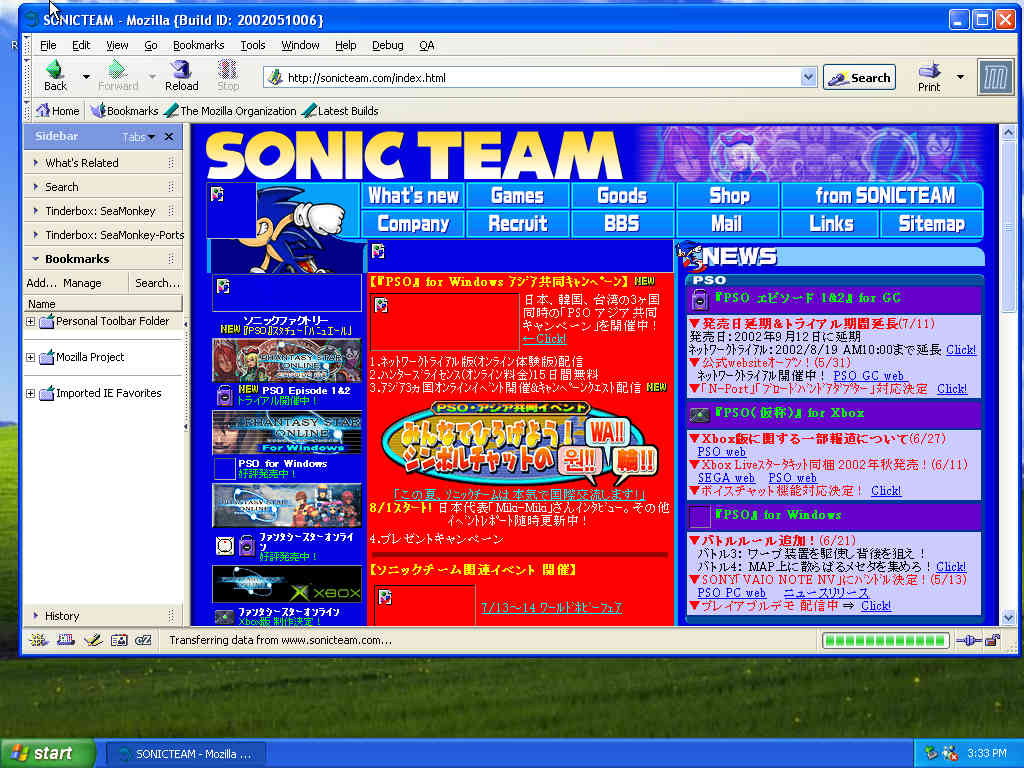 SONICTEAM - Mozilla {Build ID: 2002051006}
File Edit View Go Bookmarks Tools Window Help Debug QA
Back Forward Reload Stop http://sonicteam.com/index.html Search Print
Home Bookmarks The Mozilla Organization Latest Builds
Sidebar Tabs
What's Related
Search
Tinderbox: SeaMonkey
Tinderbox: SeaMonkey-Ports
Bookmarks
Add... Manage Search...
Name
Personal Toolbar Folder
Mozilla Project
Imported IE Favorites
History
SONIC TEAM
What's new Games Goods Shop from SONICTEAM
Company Recruit BBS Mail Links Sitemap
ソニックファクトリー
NEW 『PSO』スタチュー「ハニュエール」
PHANTASY STAR
ONLINE
NEW PSO Episode 1&2
トライアル開催中！
PHANTASY STAR
ONLINE
For Windows
PSO for Windows
好評発売中！
PHANTASY STAR
ONLINE
ファンタシースターオンライン
好評発売中！
XBOX
ファンタシースターオンライン
Xbox版 制作決定！
【『PSO』 for Windows アジア共同キャンペーン】 NEW
日本、韓国、台湾の3ヶ国
同時の「PSO アジア 共同
キャンペーン」を開催中！
←Click!
1.ネットワークトライアル版(オンライン体験版)配信
2.ハンターズライセンス(オンライン料金)15日間無料
3.アジア3ヵ国オンラインイベント開催&キャンペーンクエスト配信 NEW
PSO・アジア共同イベント
みんなでひろげよう！ WA!!
シンボルチャットの 원!! 輪!!
「この夏、ソニックチームは本気で国際交流します！」
8/1スタート! 日本代表「Miki-Miki」さんインタビュー。その他
イベントレポート随時更新中！
4.プレゼントキャンペーン
【ソニックチーム関連イベント 開催】
7/13～14 ワールドホビーフェア
NEWS
PSO
『PSO エピソード 1&2』 for GC
▼発売日延期&トライアル期間延長(7/11)
発売日：2002年9月12日に延期
ネットワークトライアル：2002/8/19 AM10:00まで延長 Click!
▼公式websiteオープン！(5/31)
ネットワークトライアル開催中！ PSO GC web
▼「TV-Port」「ブロードバンドアダプター」対応決定 Click!
『PSO(仮称)』 for Xbox
▼Xbox版に関する一部報道について(6/27)
PSO web
▼Xbox Liveスタータキット同梱 2002年秋発売！(6/11)
SEGA web PSO web
▼ボイスチャット機能対応決定！ Click!
『PSO』 for Windows
▼バトルルール追加！(6/21)
バトル3: ワープ装置を駆使し背後を狙え！
バトル4: MAP上に散らばるメセタを集めろ！ Click!
▼SONY「VAIO NOTE NV」にバンドル決定！(5/13)
PSO PC web ニュースリリース
▼プレイアブルデモ 配信中 ⇒ Click!
Transferring data from www.sonicteam.com...
start SONICTEAM - Mozilla ... 3:33 PM